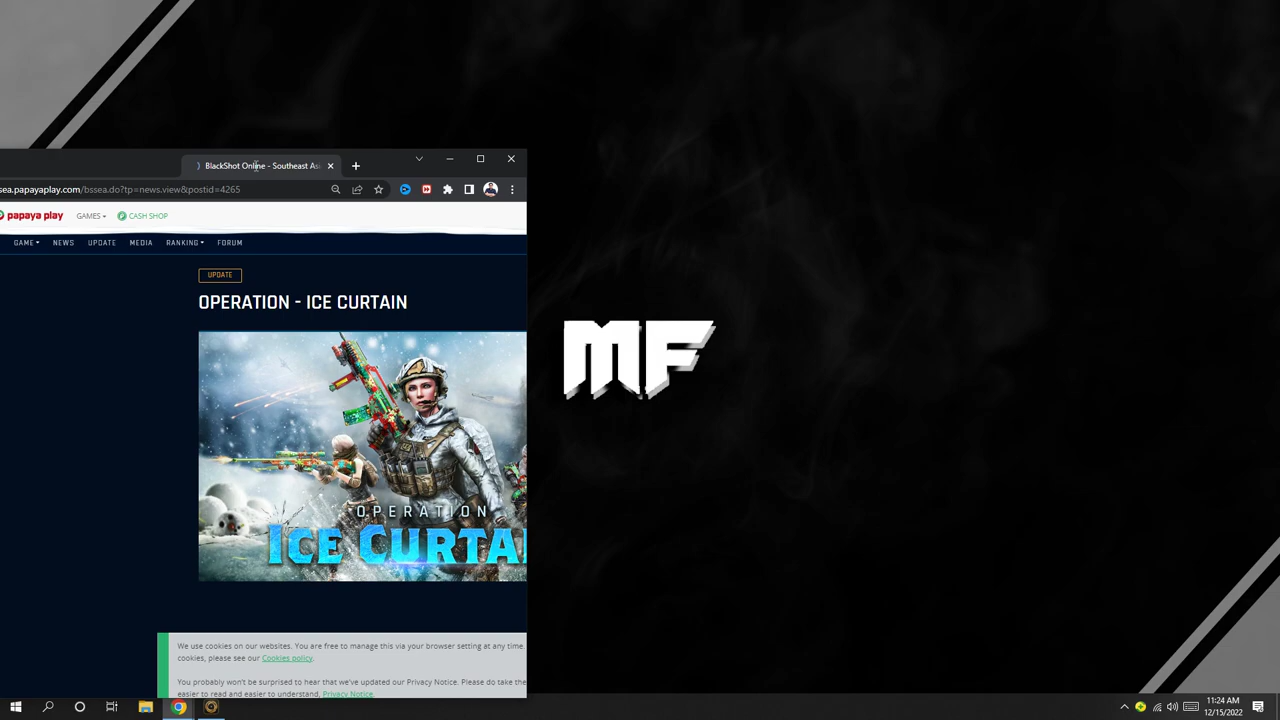 BlackShot Online - Southeast Asi
sea.papayaplay.com/bssea.do?tp=news.view&postid=4265
papaya play GAMES CASH SHOP
GAME NEWS UPDATE MEDIA RANKING FORUM
UPDATE
OPERATION - ICE CURTAIN
OPERATION
ICE CURTA
MF
We use cookies on our websites. You are free to manage this via your browser setting at any time.
cookies, please see our Cookies policy.
You probably won't be surprised to hear that we've updated our Privacy Notice. Please do take the
easier to read and easier to understand, Privacy Notice.
11:24 AM
12/15/2022